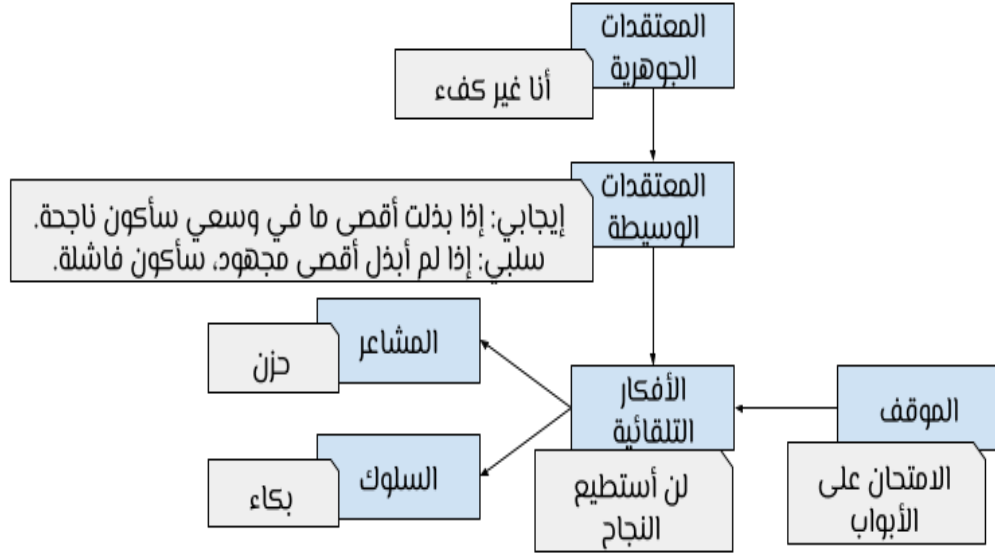 المعتقدات
الجوهرية
أنا غير كفء
المعتقدات
الوسيطة
إيجابي: إذا بذلت أقصى ما في وسعي سأكون ناجحة.
سلبي: إذا لم أبذل أقصى مجهود، سأكون فاشلة.
الموقف
الامتحان على
الأبواب
الأفكار
التلقائية
لن أستطيع
النجاح
المشاعر
حزن
السلوك
بكاء